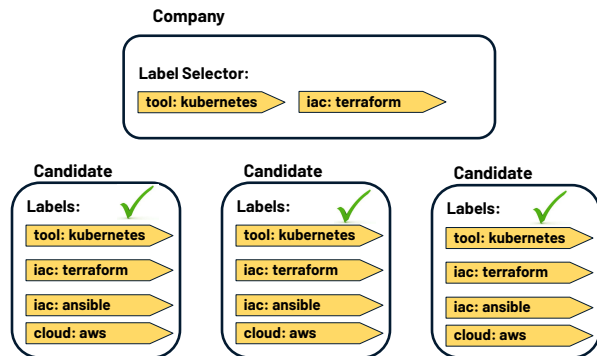 Company
Label Selector:
tool: kubernetes
iac: terraform
Candidate
Labels:
tool: kubernetes
iac: terraform
iac: ansible
cloud: aws
Candidate
Labels:
tool: kubernetes
iac: terraform
iac: ansible
cloud: aws
Candidate
Labels:
tool: kubernetes
iac: terraform
iac: ansible
cloud: aws